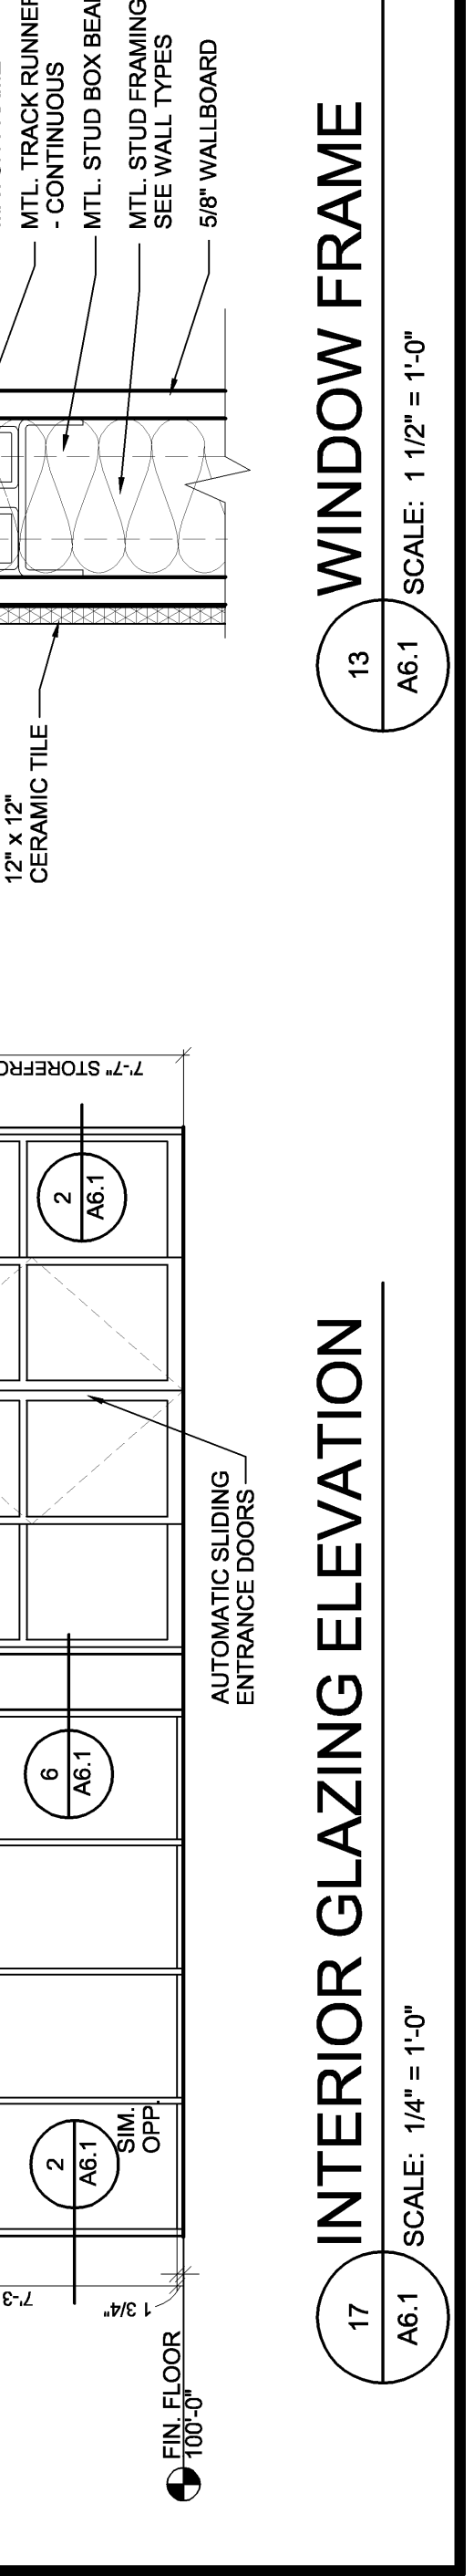 MTL. TRACK RUNNER
- CONTINUOUS
MTL. STUD BOX
MTL. STUD FRAMING
SEE WALL TYPES
5/8" WALLBOARD
12" x 12"
CERAMIC TILE
13
A6.1
WINDOW FRAME
SCALE: 1 1/2" = 1'-0"
7'-7"
2
A6.1
6
A6.1
2
A6.1
SIM.
OPP.
AUTOMATIC SLIDING
ENTRANCE DOORS
7'-3
1 3/4"
FIN. FLOOR
100'-0"
17
A6.1
INTERIOR GLAZING ELEVATION
SCALE: 1/4" = 1'-0"